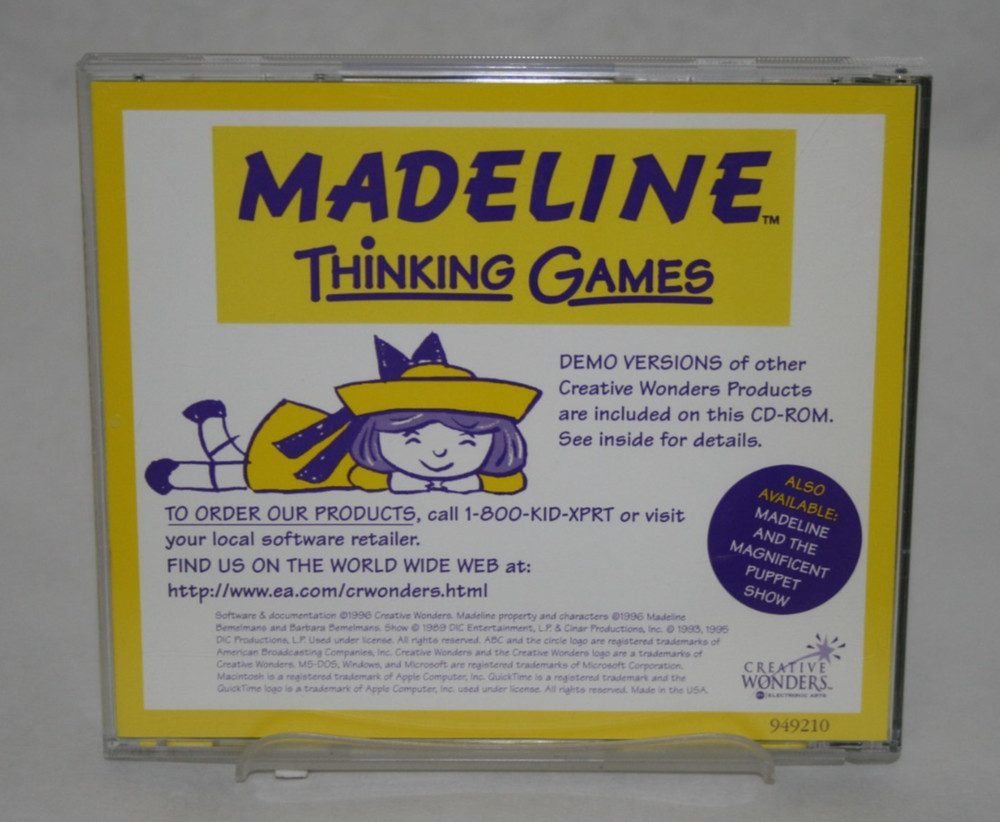 MADELINE™
THINKING GAMES
DEMO VERSIONS of other
Creative Wonders Products
are included on this CD-ROM.
See inside for details.
TO ORDER OUR PRODUCTS, call 1-800-KID-XPRT or visit
your local software retailer.
FIND US ON THE WORLD WIDE WEB at:
http://www.ea.com/crwonders.html
ALSO
AVAILABLE:
MADELINE
AND THE
MAGNIFICENT
PUPPET
SHOW
Software & documentation ©1996 Creative Wonders. Madeline property and characters ©1996 Madeline
Bemelmans and Barbara Bemelmans. Show © 1989 DIC Entertainment, L.P. & Cinar Productions, Inc. © 1993, 1995
DIC Productions, L.P. Used under license. All rights reserved. ABC and the circle logo are registered trademarks of
American Broadcasting Companies, Inc. Creative Wonders and the Creative Wonders logo are a trademarks of
Creative Wonders. MS-DOS, Windows, and Microsoft are registered trademarks of Microsoft Corporation.
Macintosh is a registered trademark of Apple Computer, Inc. QuickTime is a registered trademark and the
QuickTime logo is a trademark of Apple Computer, Inc. used under license. All rights reserved. Made in the USA.
CREATIVE
WONDERS™
ELECTRONIC ARTS
949210